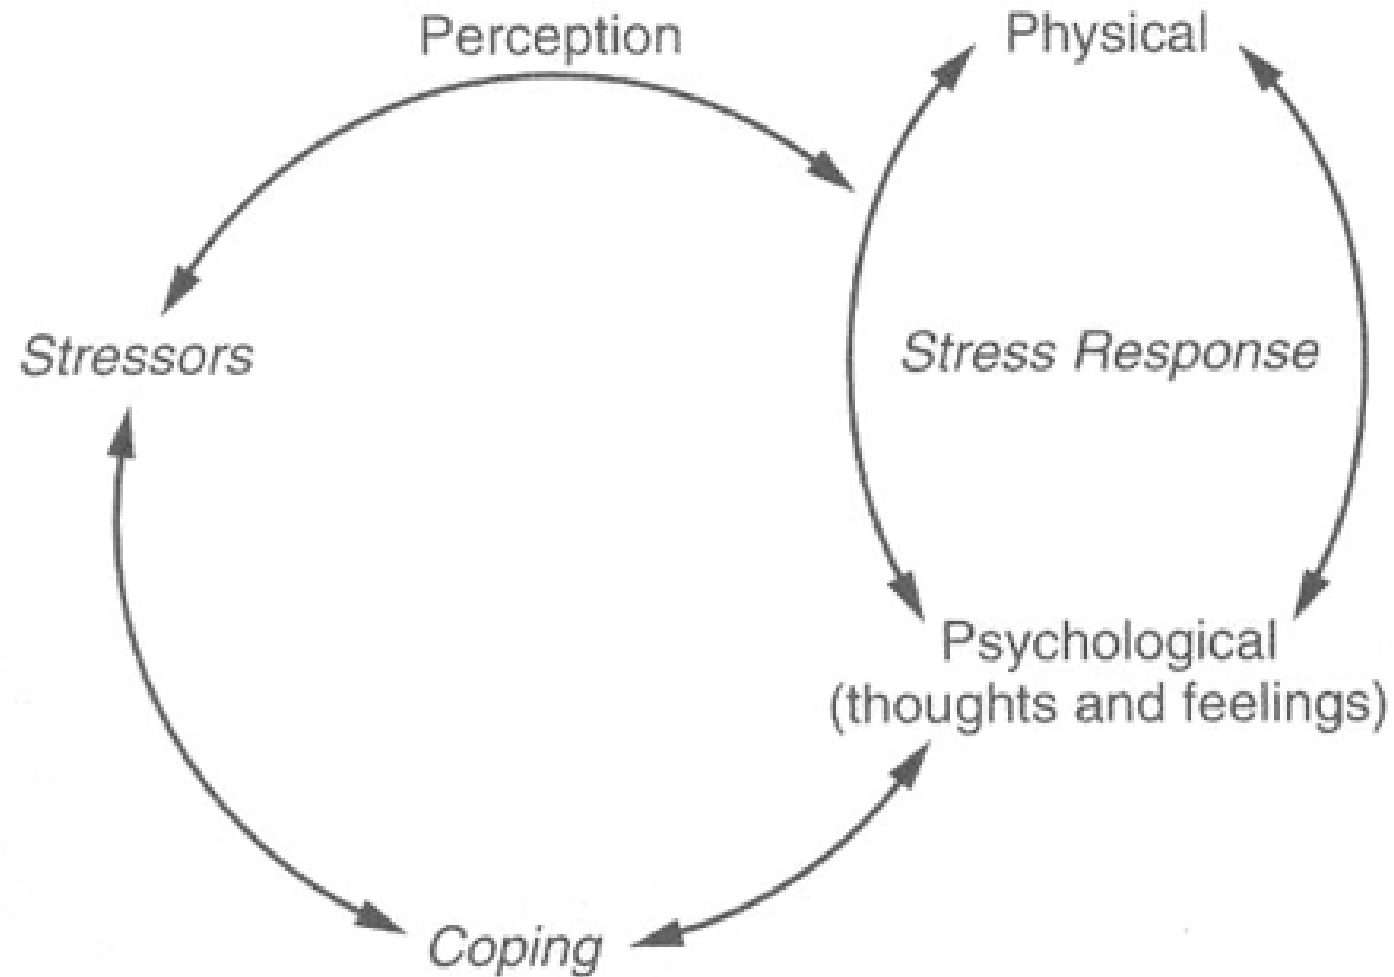 Perception
Physical
Stressors
Stress Response
Psychological
(thoughts and feelings)
Coping